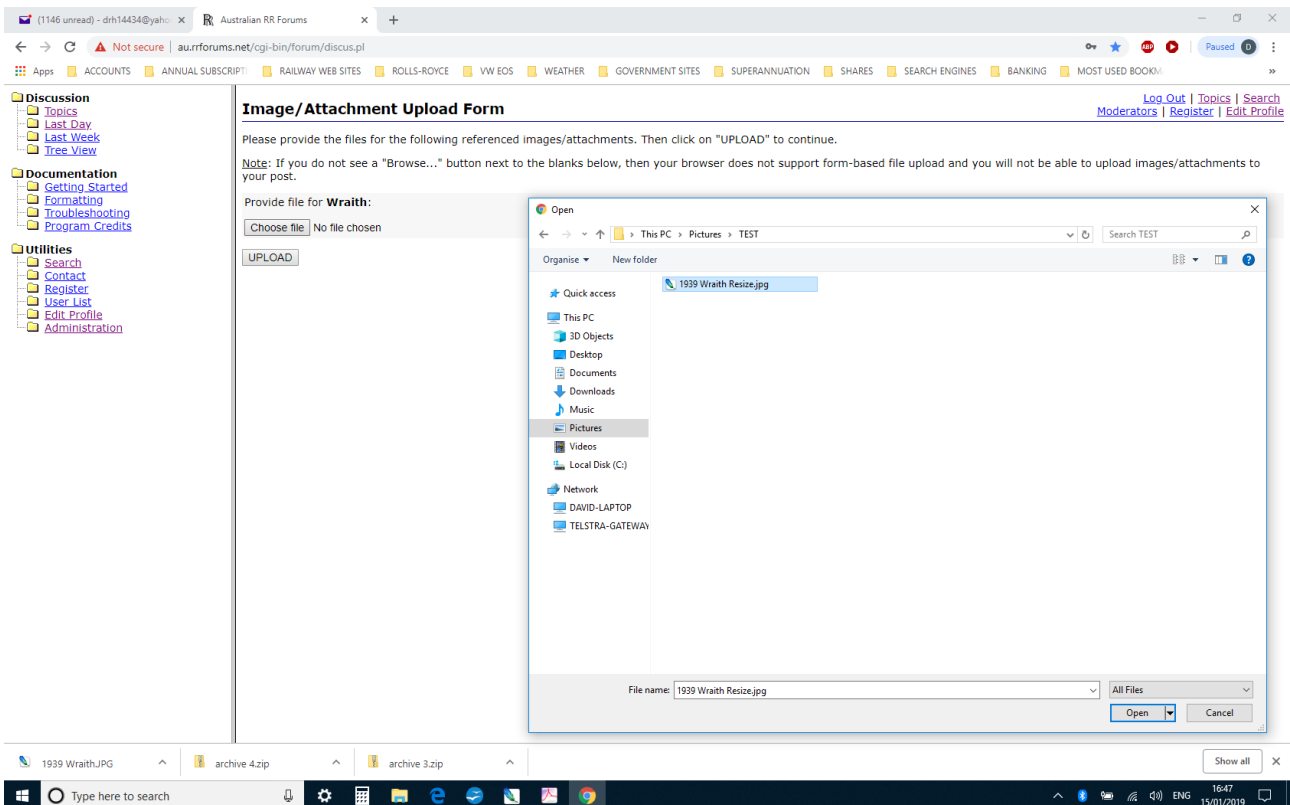 (1146 unread) - drh14434@yaho
Australian RR Forums
Not secure | au.rrforums.net/cgi-bin/forum/discus.pl
ABP
Paused D
Apps ACCOUNTS ANNUAL SUBSCRIPTI RAILWAY WEB SITES ROLLS-ROYCE VW EOS WEATHER GOVERNMENT SITES SUPERANNUATION SHARES SEARCH ENGINES BANKING MOST USED BOOKM »
Discussion
Topics
Last Day
Last Week
Tree View
Documentation
Getting Started
Formatting
Troubleshooting
Program Credits
Utilities
Search
Contact
Register
User List
Edit Profile
Administration
Log Out | Topics | Search
Moderators | Register | Edit Profile
Image/Attachment Upload Form
Please provide the files for the following referenced images/attachments. Then click on "UPLOAD" to continue.
Note: If you do not see a "Browse..." button next to the blanks below, then your browser does not support form-based file upload and you will not be able to upload images/attachments to
your post.
Provide file for Wraith:
Choose file No file chosen
UPLOAD
Open
This PC > Pictures > TEST
Search TEST
Organise New folder
Quick access
This PC
3D Objects
Desktop
Documents
Downloads
Music
Pictures
Videos
Local Disk (C:)
Network
DAVID-LAPTOP
TELSTRA-GATEWAY
1939 Wraith Resize.jpg
File name: 1939 Wraith Resize.jpg
All Files
Open Cancel
1939 Wraith.JPG archive 4.zip archive 3.zip Show all
Type here to search
ENG
16:47
15/01/2019